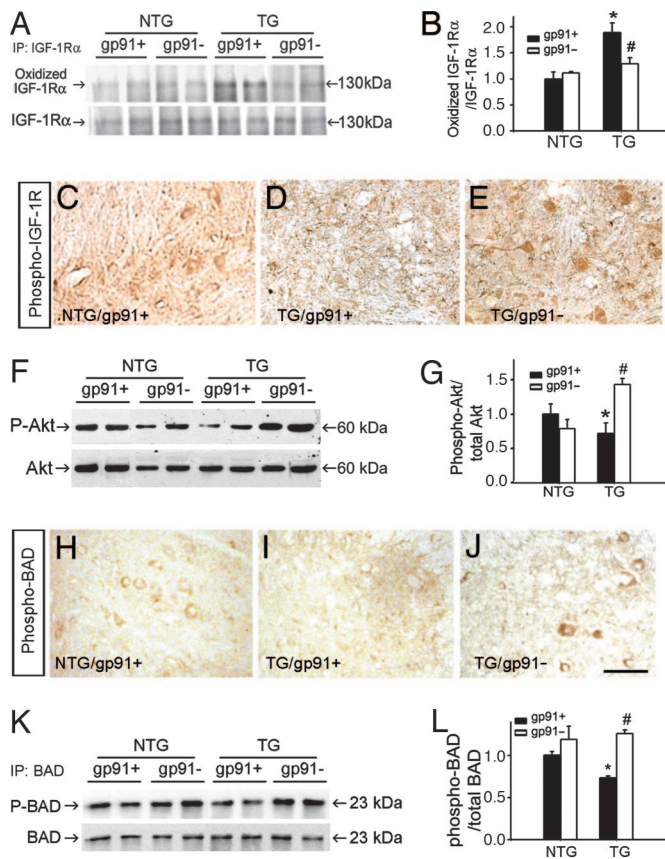 A
NTG TG
IP: IGF-1Rα gp91+ gp91- gp91+ gp91-
Oxidized
IGF-1Rα → ←130kDa
IGF-1Rα→ ←130kDa
B
gp91+
gp91−
Oxidized IGF-1Rα
/IGF-1Rα
2.0
1.5
1.0
0.5
0.0
*
#
NTG TG
Phospho-IGF-1R
C
NTG/gp91+
D
TG/gp91+
E
TG/gp91−
F
NTG TG
gp91+ gp91- gp91+ gp91-
P-Akt→ ←60 kDa
Akt→ ←60 kDa
G
gp91+
gp91−
Phospho-Akt/
total Akt
1.5
1.0
0.5
0.0
*
#
NTG TG
Phospho-BAD
H
NTG/gp91+
I
TG/gp91+
J
TG/gp91−
K
NTG TG
IP: BAD gp91+ gp91- gp91+ gp91-
P-BAD→ ←23 kDa
BAD→ ←23 kDa
L
gp91+
gp91−
phospho-BAD
/total BAD
1.0
0.0
*
#
NTG TG